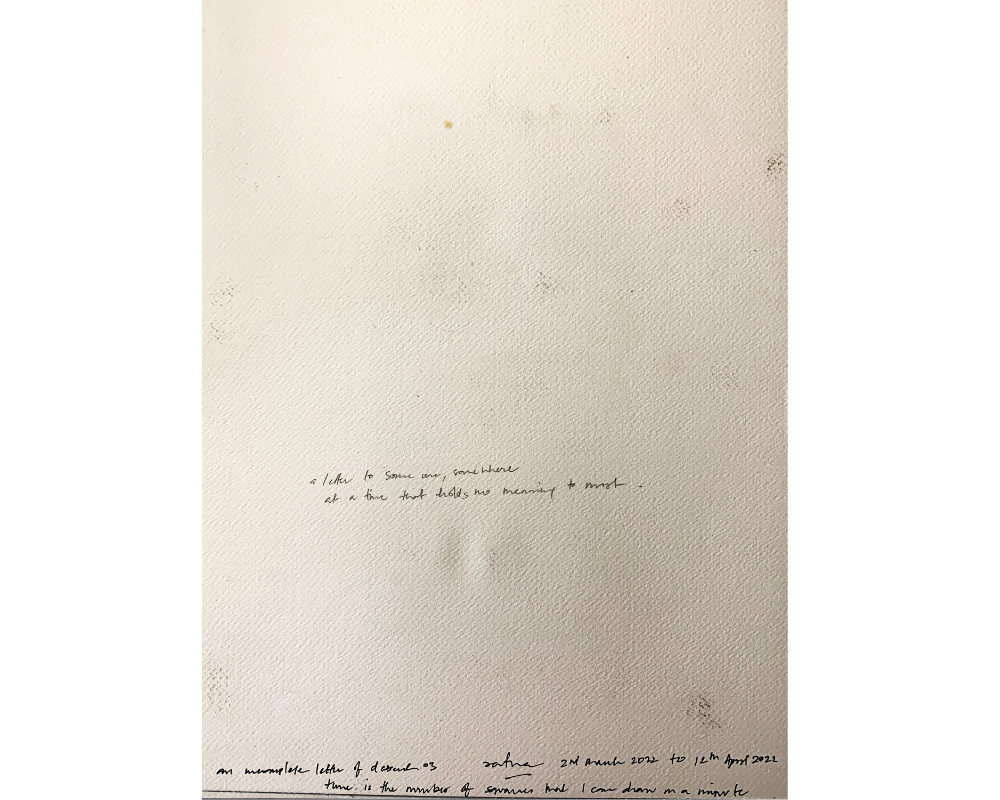 a letter to some one, somewhere
at a time that holds no meaning to most.
an incomplete letter of 03 ratna 2nd March 2022 to 12th April 2022
time is the number of squares that I can draw in a minute